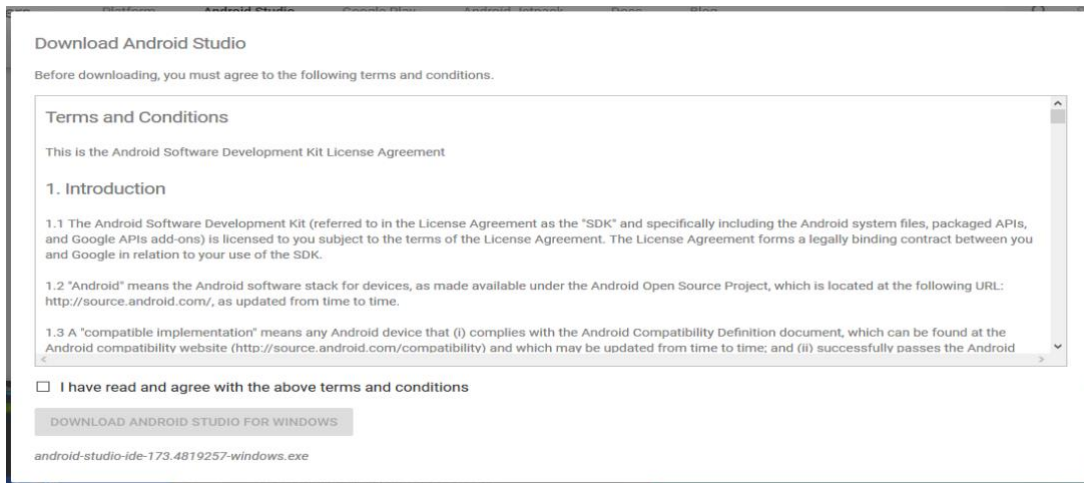 Platform Android Studio Google Play Android Jetpack Docs Blog
Download Android Studio
Before downloading, you must agree to the following terms and conditions.
Terms and Conditions
This is the Android Software Development Kit License Agreement
1. Introduction
1.1 The Android Software Development Kit (referred to in the License Agreement as the "SDK" and specifically including the Android system files, packaged APIs,
and Google APIs add-ons) is licensed to you subject to the terms of the License Agreement. The License Agreement forms a legally binding contract between you
and Google in relation to your use of the SDK.
1.2 "Android" means the Android software stack for devices, as made available under the Android Open Source Project, which is located at the following URL:
http://source.android.com/, as updated from time to time.
1.3 A "compatible implementation" means any Android device that (i) complies with the Android Compatibility Definition document, which can be found at the
Android compatibility website (http://source.android.com/compatibility) and which may be updated from time to time; and (ii) successfully passes the Android
I have read and agree with the above terms and conditions
DOWNLOAD ANDROID STUDIO FOR WINDOWS
android-studio-ide-173.4819257-windows.exe